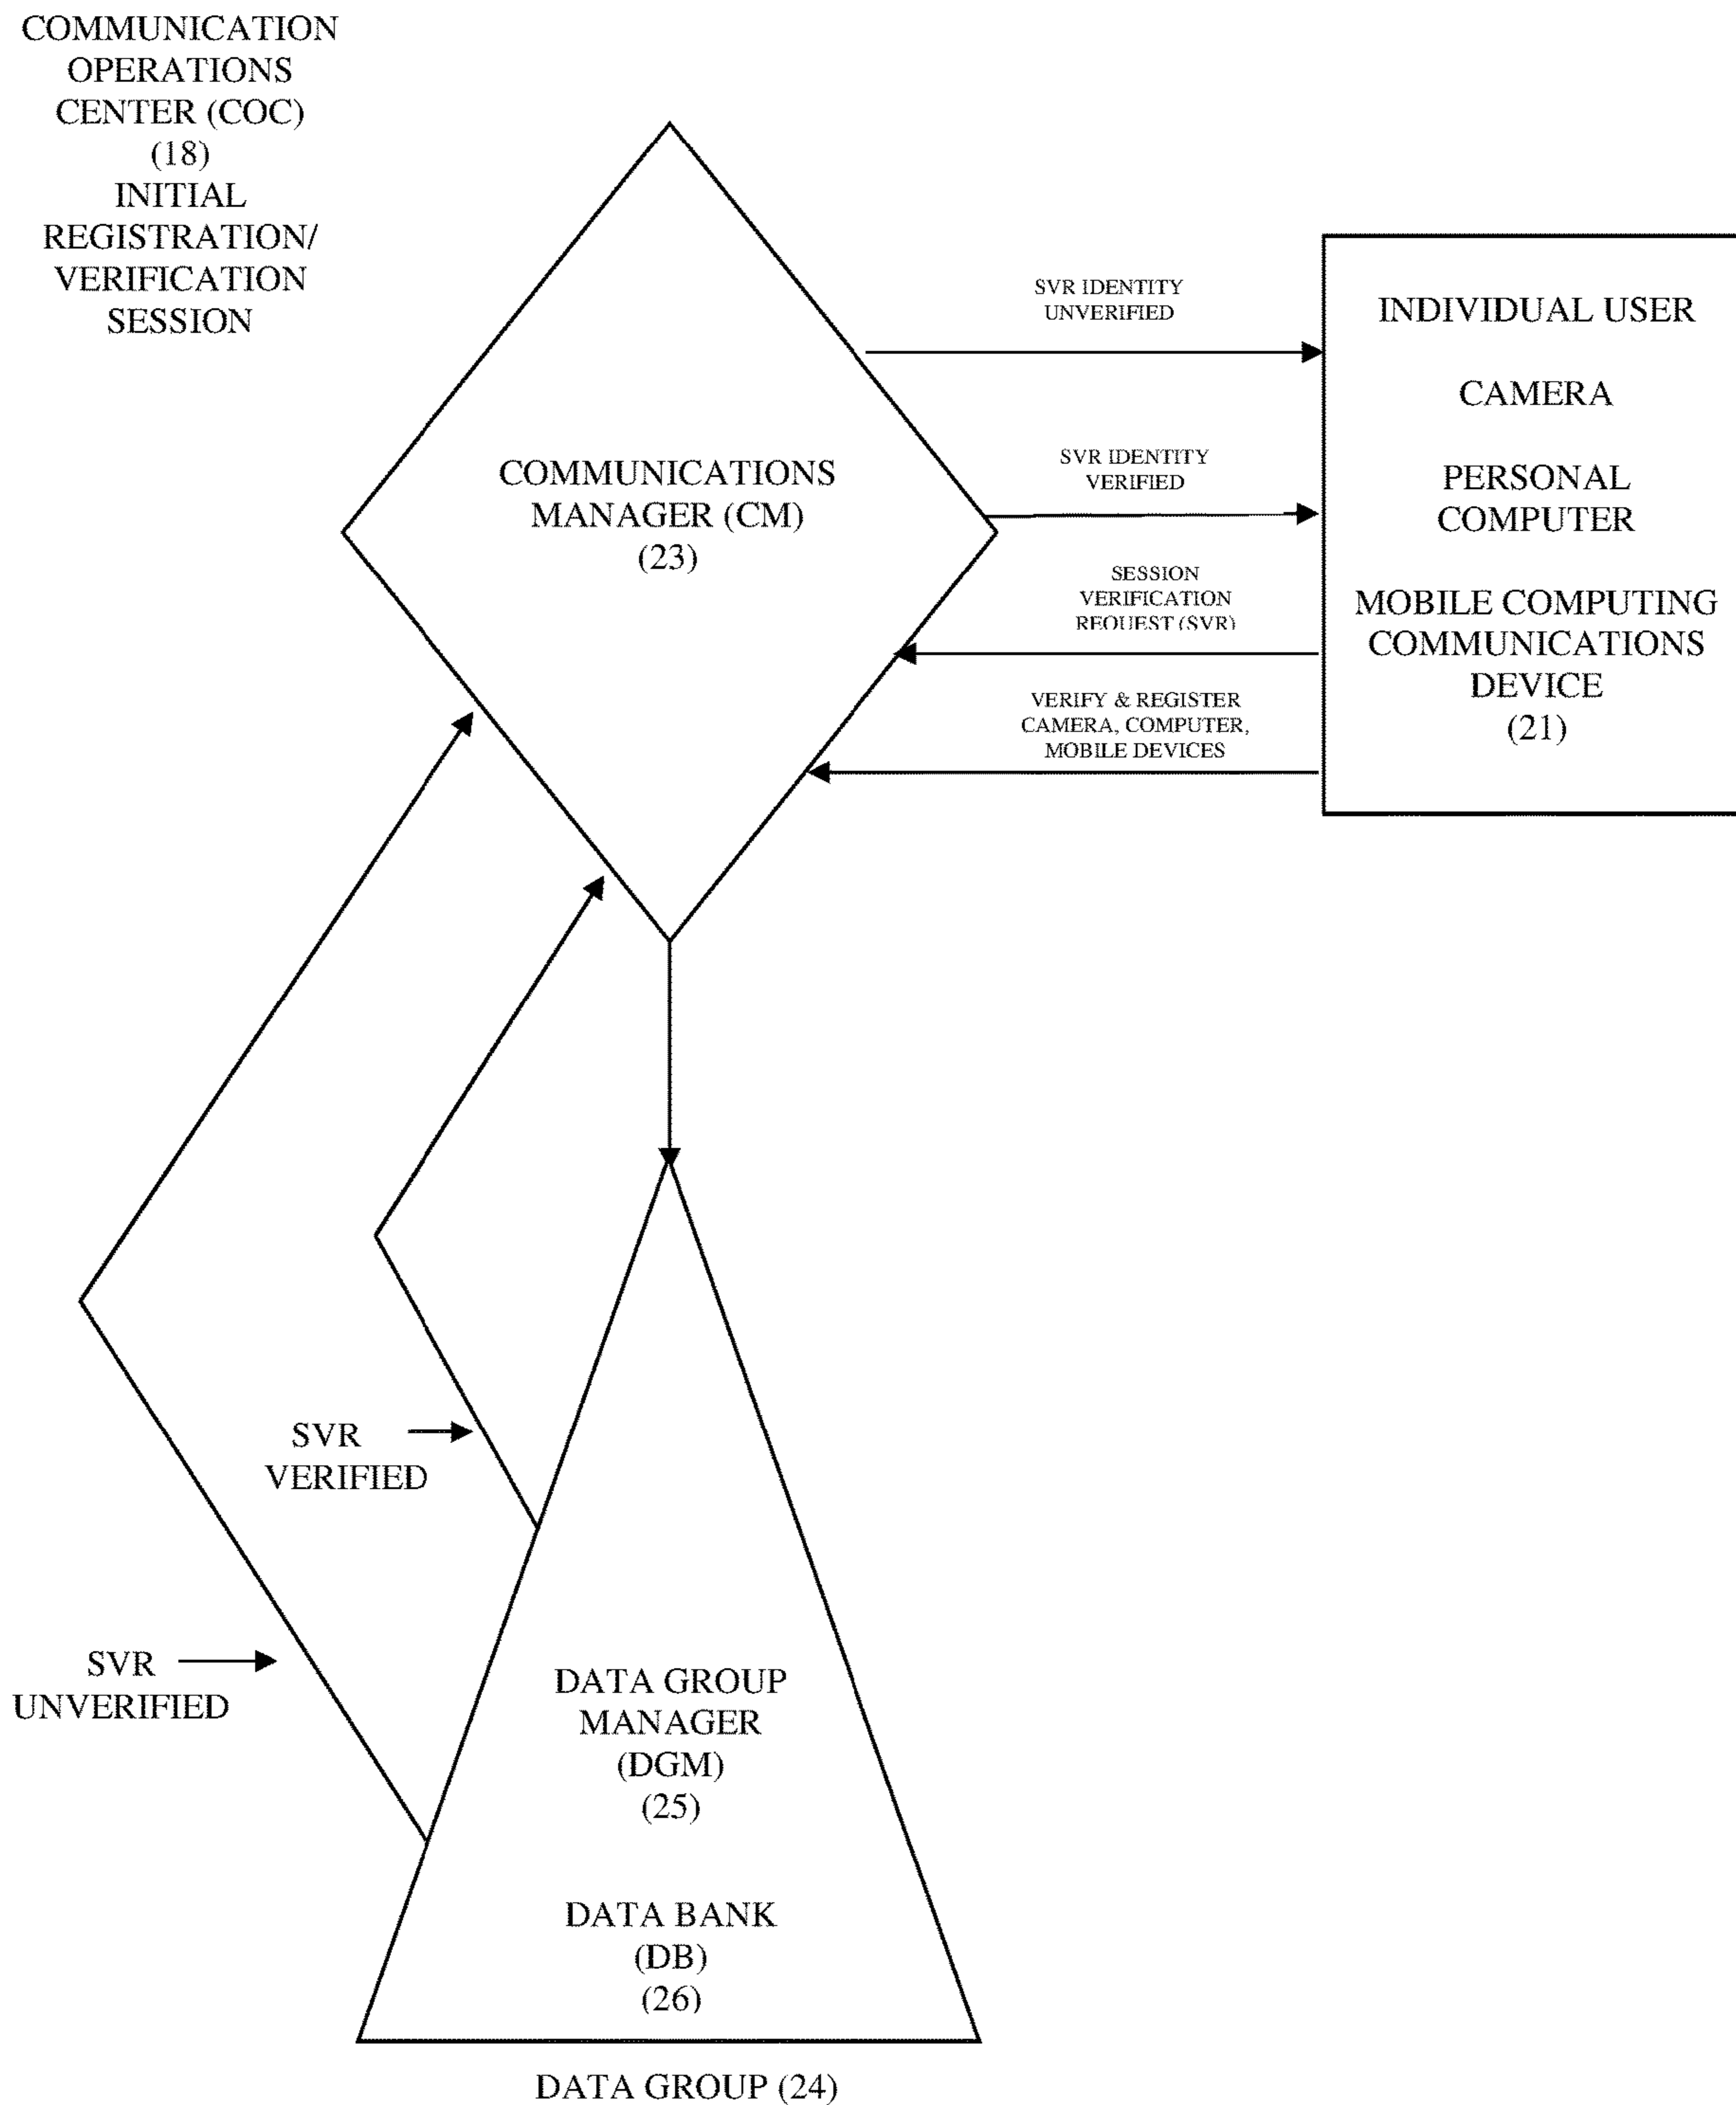 COMMUNICATION
OPERATIONS
CENTER (COC)
(18)
INITIAL
REGISTRATION/
VERIFICATION
SESSION
COMMUNICATIONS
MANAGER (CM)
(23)
SVR IDENTITY
UNVERIFIED
SVR IDENTITY
VERIFIED
SESSION
VERIFICATION
REQUEST (SVR)
VERIFY & REGISTER
CAMERA, COMPUTER,
MOBILE DEVICES
INDIVIDUAL USER
CAMERA
PERSONAL
COMPUTER
MOBILE COMPUTING
COMMUNICATIONS
DEVICE
(21)
SVR
VERIFIED
SVR
UNVERIFIED
DATA GROUP
MANAGER
(DGM)
(25)
DATA BANK
(DB)
(26)
DATA GROUP (24)